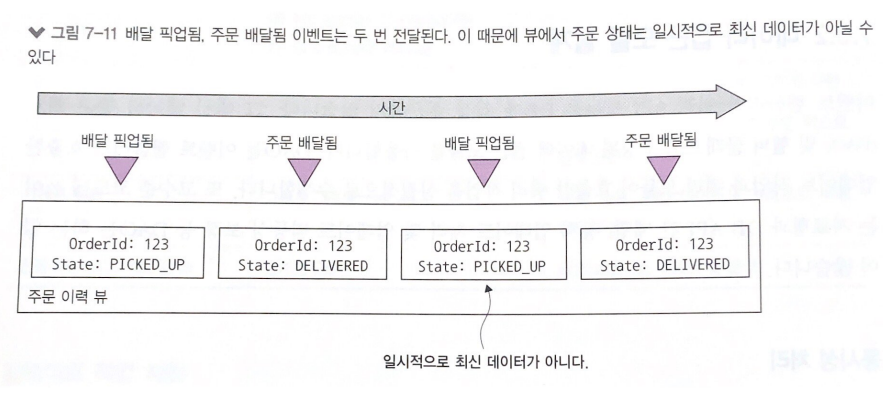 그림 7-11 배달 픽업됨, 주문 배달됨 이벤트는 두 번 전달된다. 이 때문에 뷰에서 주문 상태는 일시적으로 최신 데이터가 아닐 수
있다
시간
배달 픽업됨 주문 배달됨 배달 픽업됨 주문 배달됨
OrderId: 123 OrderId: 123 OrderId: 123 OrderId: 123
State: PICKED_UP State: DELIVERED State: PICKED_UP State: DELIVERED
주문 이력 뷰
일시적으로 최신 데이터가 아니다.